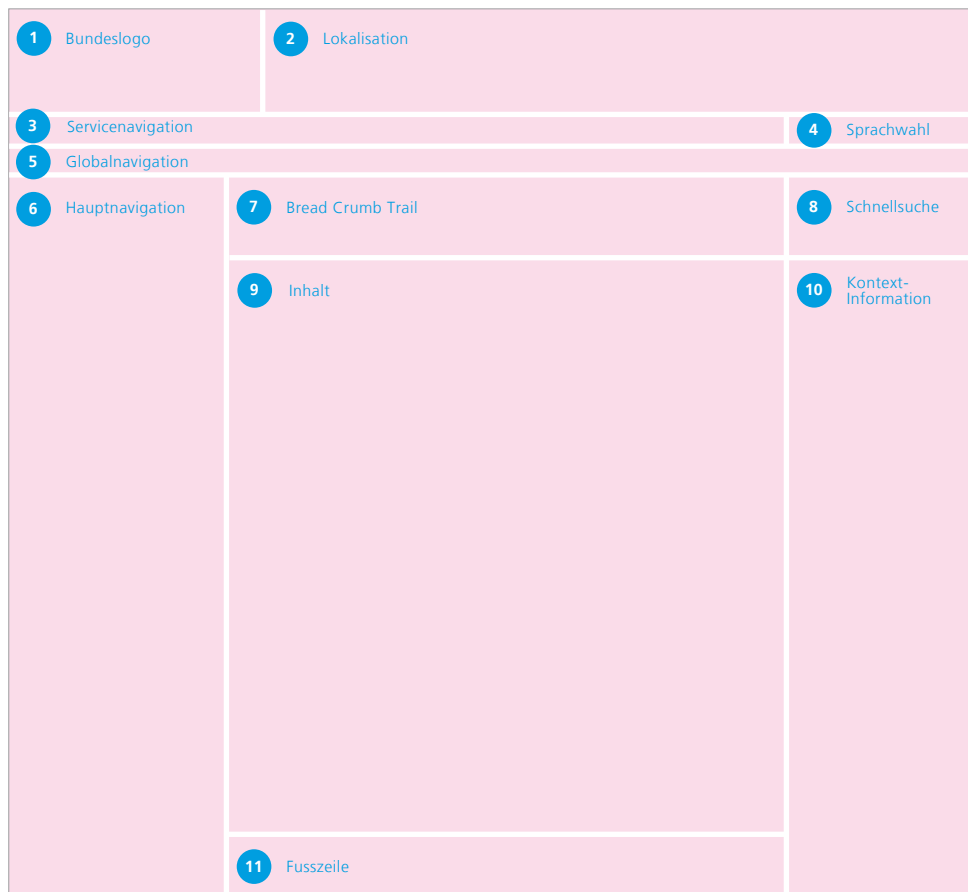 1 Bundeslogo
2 Lokalisation
3 Servicenavigation
4 Sprachwahl
5 Globalnavigation
6 Hauptnavigation
7 Bread Crumb Trail
8 Schnellsuche
9 Inhalt
10 Kontext-
Information
11 Fusszeile